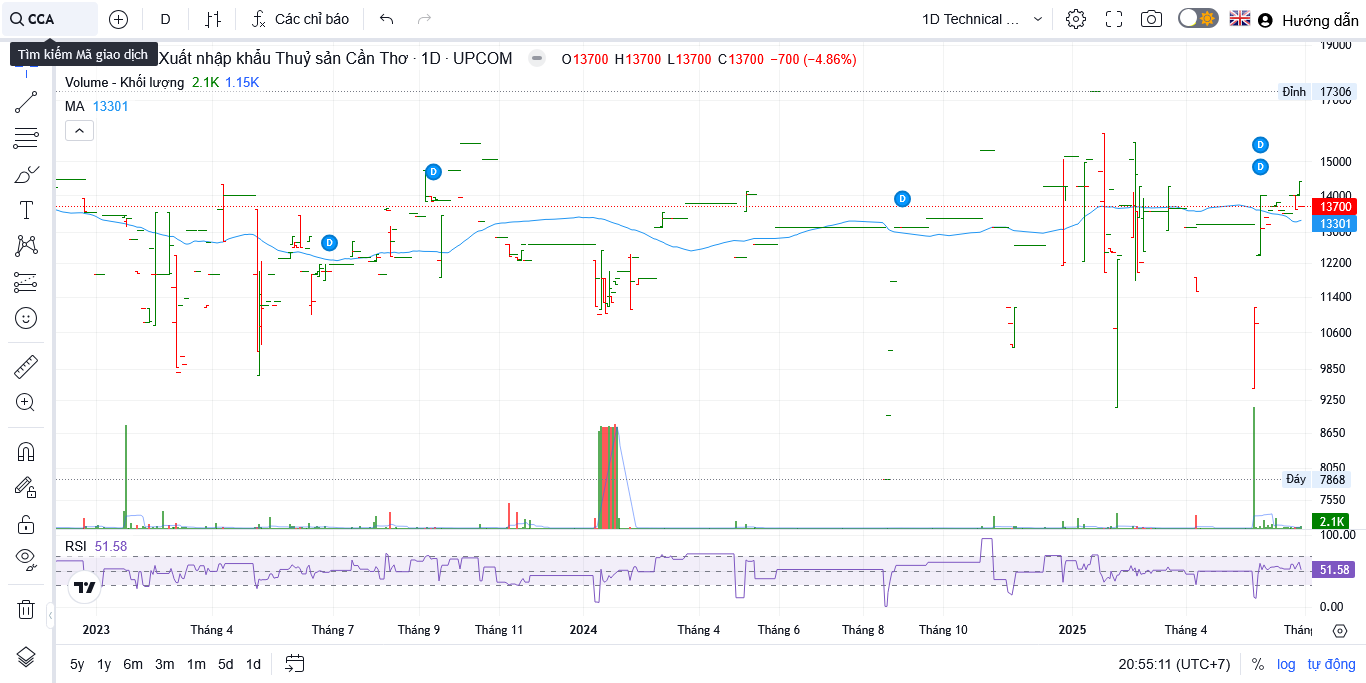 CCA
D
Các chỉ báo
1D Technical ...
Hướng dẫn
Tìm kiếm Mã giao dịch
Xuất nhập khẩu Thuỷ sản Cần Thơ · 1D · UPCOM
O13700 H13700 L13700 C13700 −700 (−4.86%)
Volume - Khối lượng 2.1K 1.15K
MA 13301
19000
Đỉnh 17306
17000
D
15000
D D
14000
D
13700
13301
D
13000
12200
11400
10600
9850
9250
8650
8050
Đáy 7868
7550
2.1K
100.00
RSI 51.58
51.58
0.00
2023 Tháng 4 Tháng 7 Tháng 9 Tháng 11 2024 Tháng 4 Tháng 6 Tháng 8 Tháng 10 2025 Tháng 4 Tháng
5y 1y 6m 3m 1m 5d 1d
20:55:11 (UTC+7) % log tự động